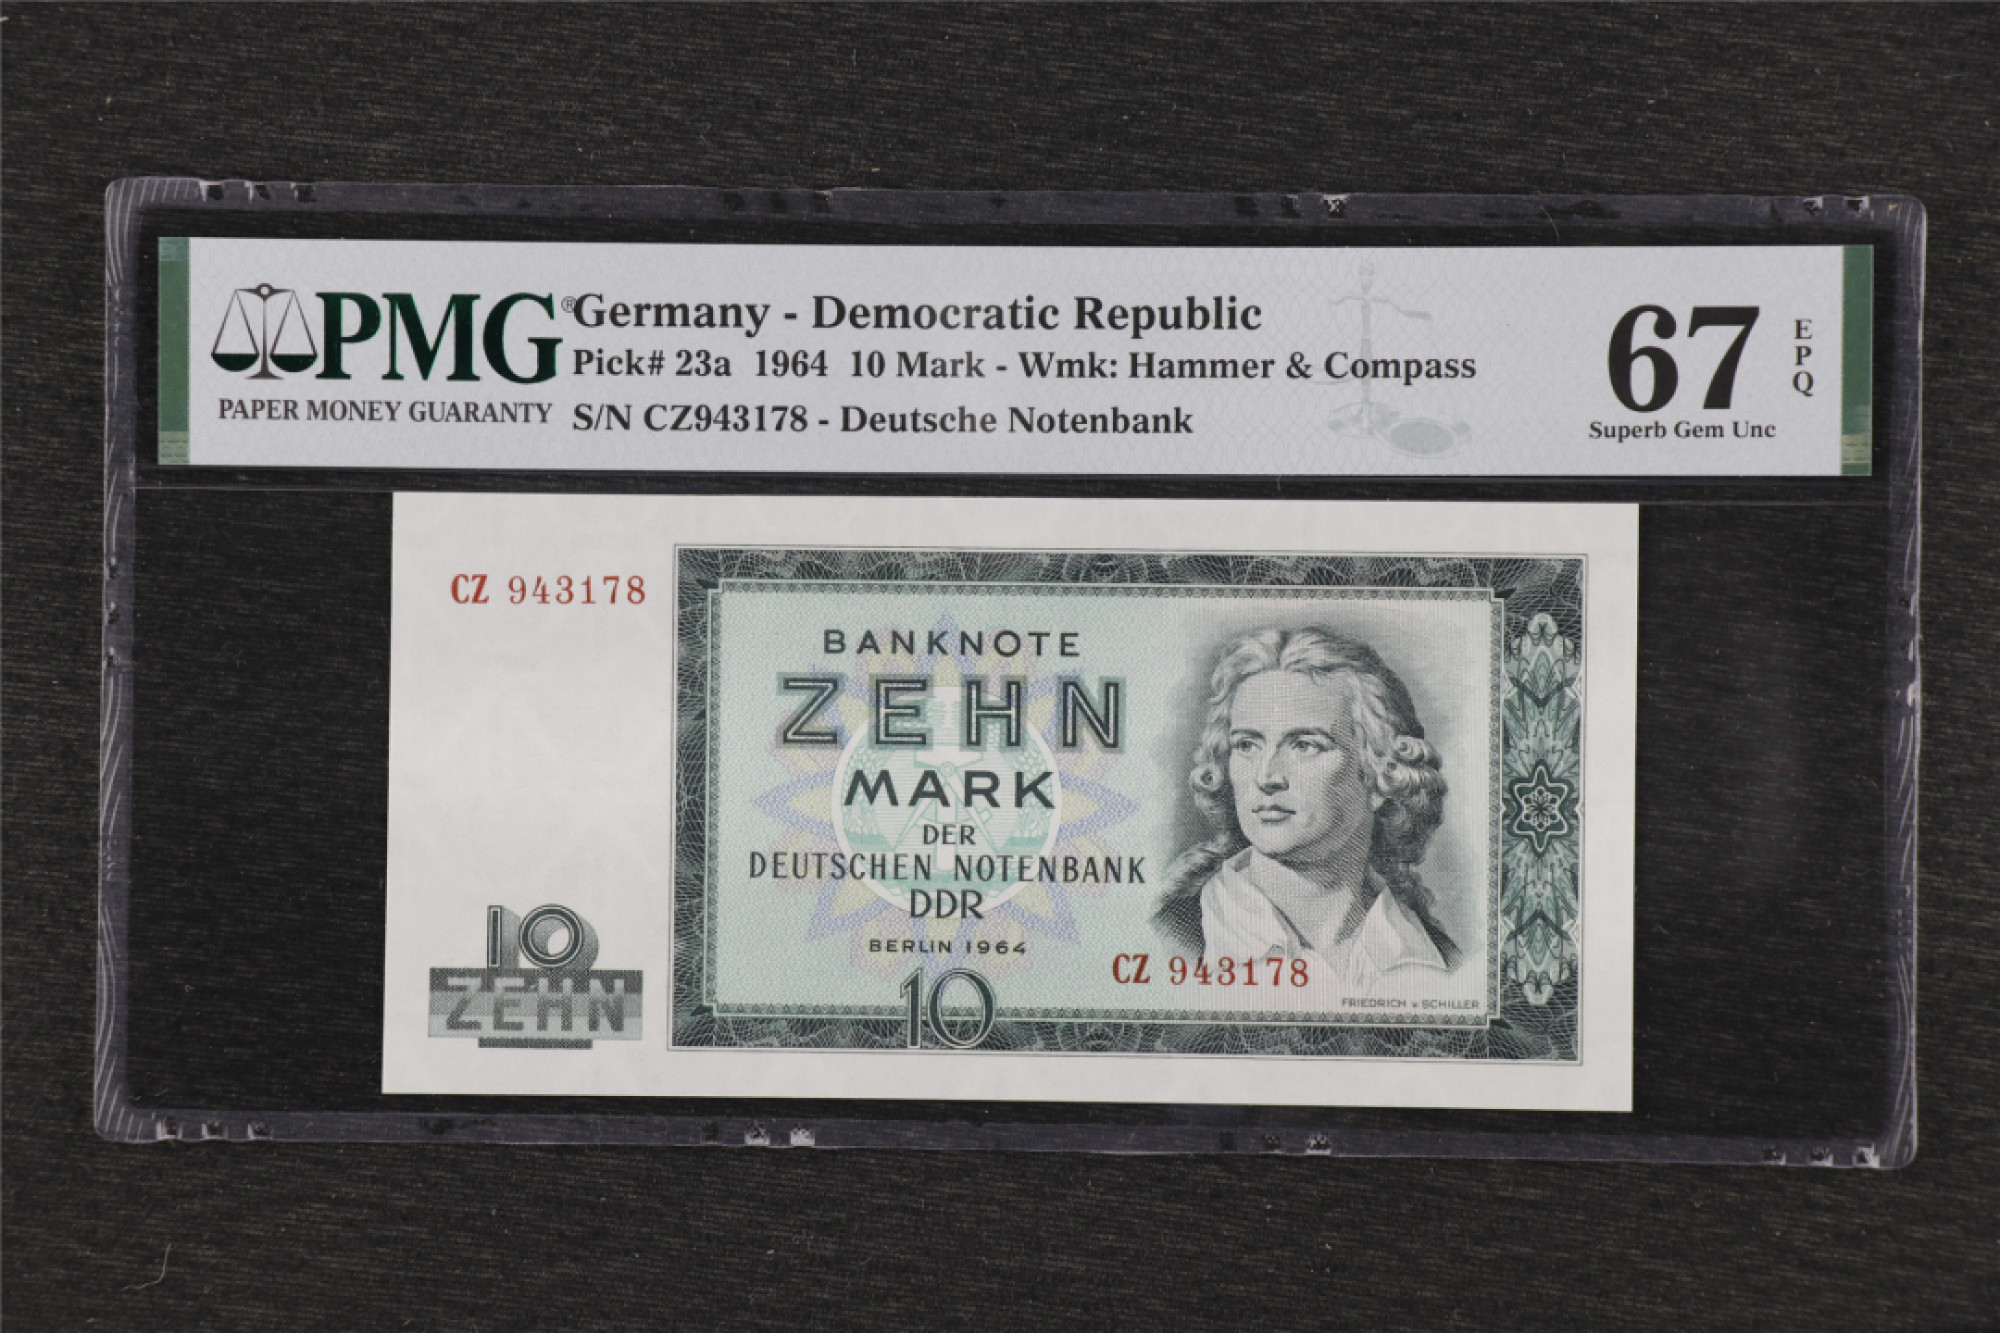 PMG®
PAPER MONEY GUARANTY
Germany - Democratic Republic
Pick# 23a 1964 10 Mark - Wmk: Hammer & Compass
S/N CZ943178 - Deutsche Notenbank
67
EPQ
Superb Gem Unc
CZ 943178
BANKNOTE
ZEHN
MARK
DER
DEUTSCHEN NOTENBANK
DDR
BERLIN 1964
10
CZ 943178
FRIEDRICH v. SCHILLER
10
ZEHN